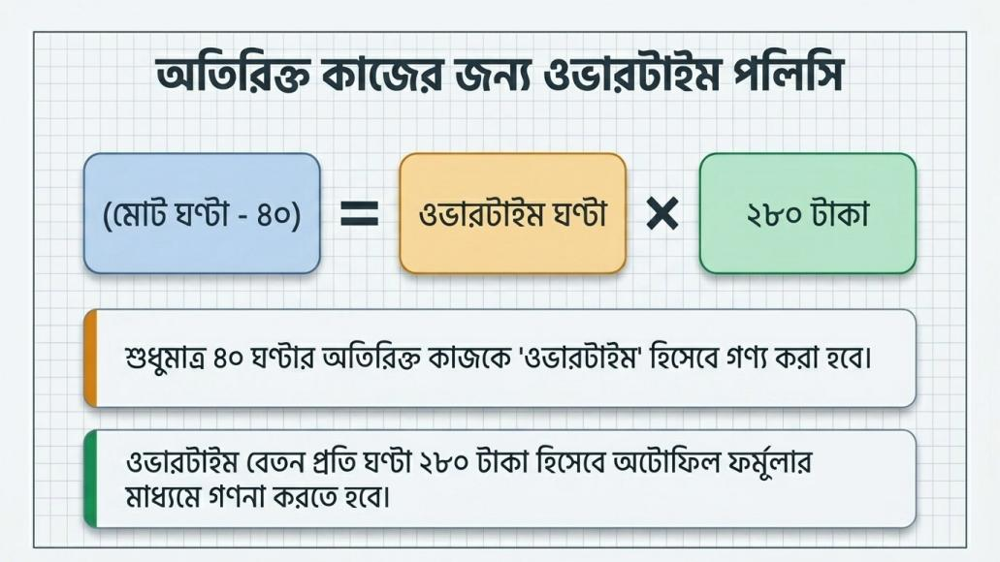 অতিরিক্ত কাজের জন্য ওভারটাইম পলিসি
(মোট ঘণ্টা - ৪০) = ওভারটাইম ঘণ্টা × ২৮০ টাকা
শুধুমাত্র ৪০ ঘণ্টার অতিরিক্ত কাজকে 'ওভারটাইম' হিসেবে গণ্য করা হবে।
ওভারটাইম বেতন প্রতি ঘণ্টা ২৮০ টাকা হিসেবে অটোফিল ফর্মূলার
মাধ্যমে গণনা করতে হবে।